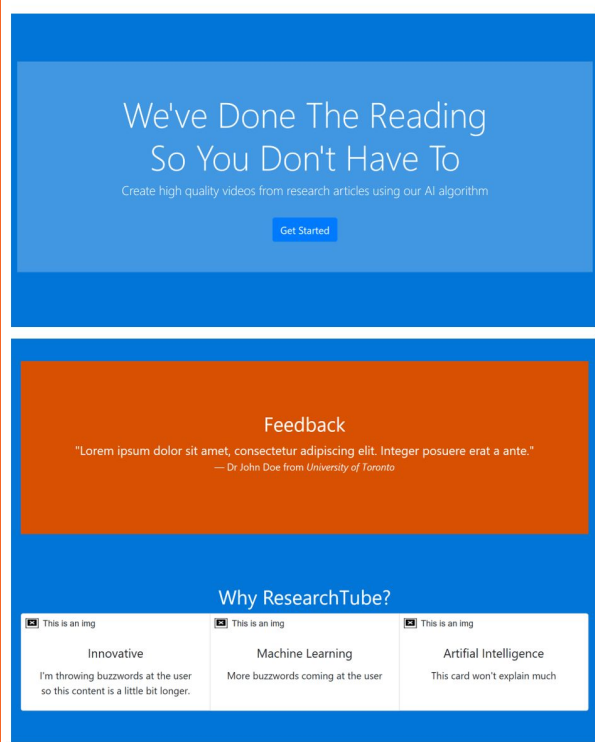 We've Done The Reading
So You Don't Have To
Create high quality videos from research articles using our AI algorithm
Get Started
Feedback
"Lorem ipsum dolor sit amet, consectetur adipiscing elit. Integer posuere erat a ante."
— Dr John Doe from University of Toronto
Why ResearchTube?
This is an img
Innovative
I'm throwing buzzwords at the user
so this content is a little bit longer.
This is an img
Machine Learning
More buzzwords coming at the user
This is an img
Artifial Intelligence
This card won't explain much